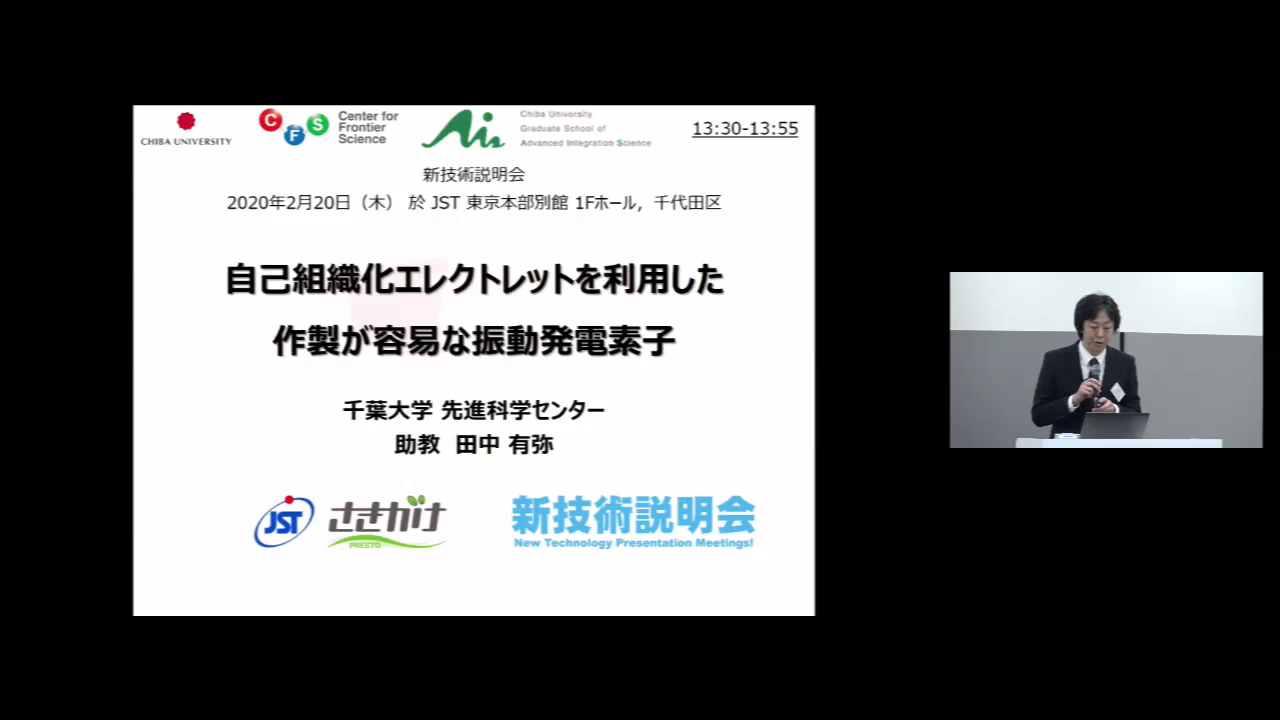 CHIBA UNIVERSITY
C F S
Center for
Frontier
Science
Ais
Chiba University
Graduate School of
Advanced Integration Science
13:30-13:55
新技術説明会
2020年2月20日（木） 於 JST 東京本部別館 1Fホール，千代田区
自己組織化エレクトレットを利用した
作製が容易な振動発電素子
千葉大学 先進科学センター
助教 田中 有弥
JST
さきがけ
PRESTO
新技術説明会
New Technology Presentation Meetings!